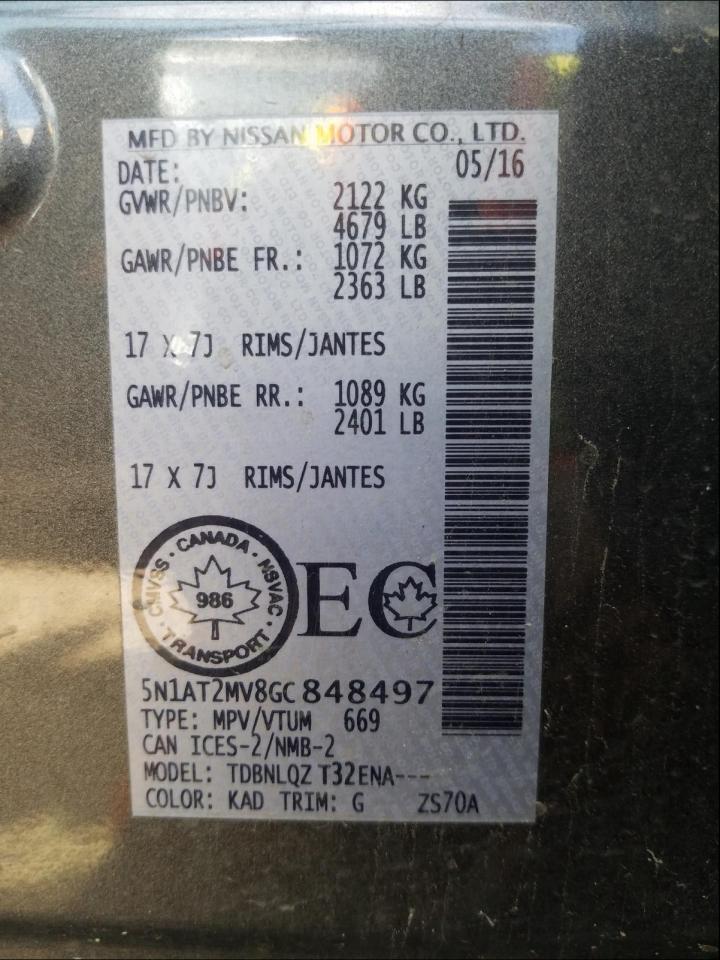 MFD BY NISSAN MOTOR CO., LTD.
DATE: 05/16
GVWR/PNBV: 2122 KG
4679 LB
GAWR/PNBE FR.: 1072 KG
2363 LB
17 X 7J RIMS/JANTES
GAWR/PNBE RR.: 1089 KG
2401 LB
17 X 7J RIMS/JANTES
CANADA · NSVAC · TRANSPORT · CMVSS ·
986
EC
5N1AT2MV8GC848497
TYPE: MPV/VTUM 669
CAN ICES-2/NMB-2
MODEL: TDBNLQZ T32ENA---
COLOR: KAD TRIM: G ZS70A